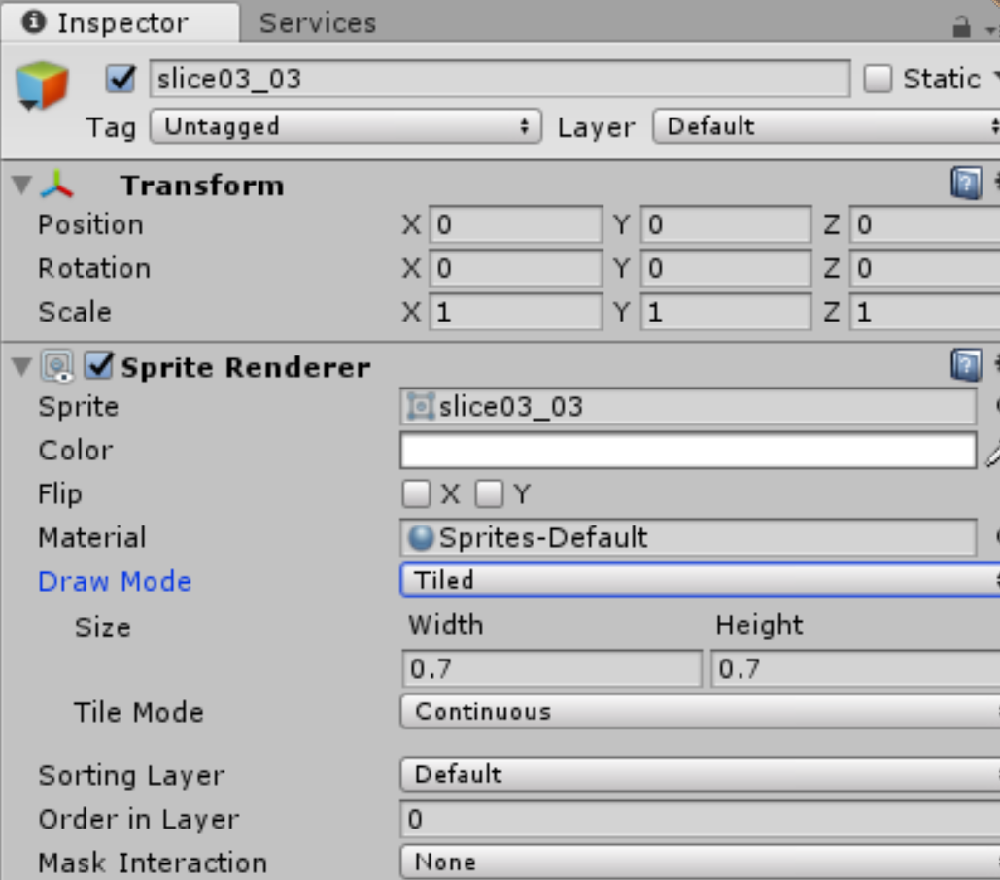 Inspector Services
slice03_03 Static
Tag Untagged Layer Default
Transform
Position X 0 Y 0 Z 0
Rotation X 0 Y 0 Z 0
Scale X 1 Y 1 Z 1
Sprite Renderer
Sprite slice03_03
Color
Flip X Y
Material Sprites-Default
Draw Mode Tiled
Size Width Height
0.7 0.7
Tile Mode Continuous
Sorting Layer Default
Order in Layer 0
Mask Interaction None